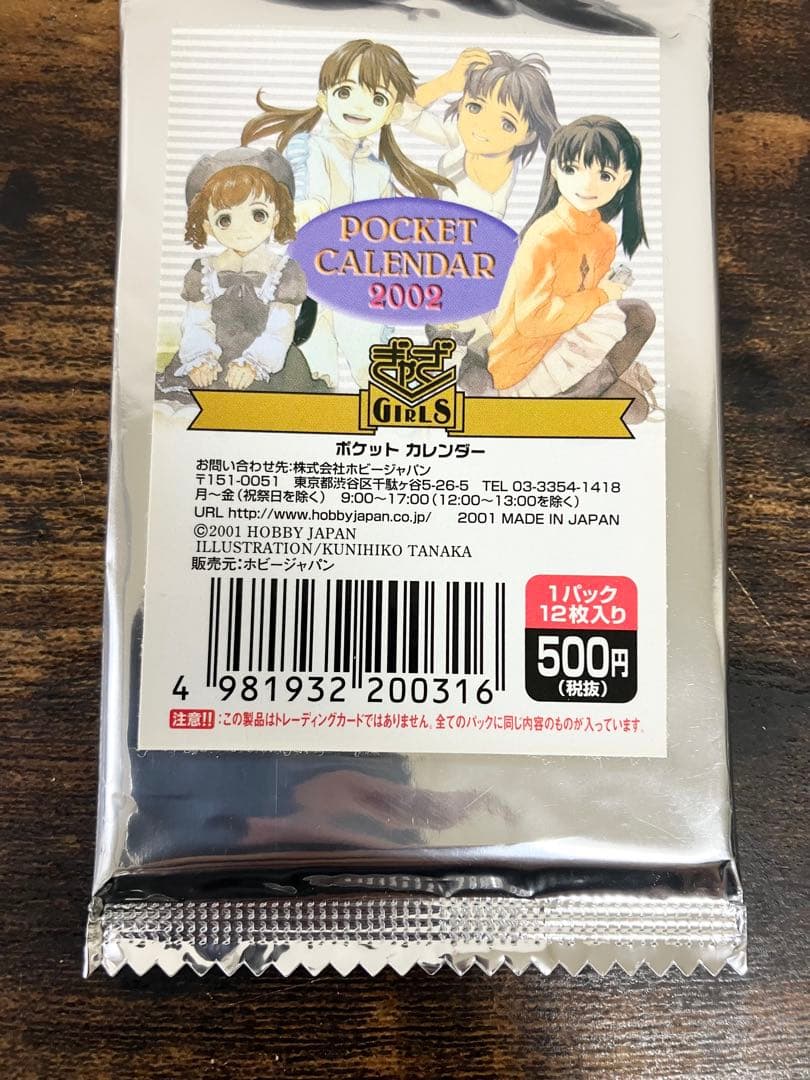 POCKET
CALENDAR
2002
ぎゃざ
GIRLS
ポケット カレンダー
お問い合わせ先：株式会社ホビージャパン
〒151-0051 東京都渋谷区千駄ヶ谷5-26-5 TEL 03-3354-1418
月〜金（祝祭日を除く） 9:00〜17:00（12:00〜13:00を除く）
URL http://www.hobbyjapan.co.jp/ 2001 MADE IN JAPAN
©2001 HOBBY JAPAN
ILLUSTRATION/KUNIHIKO TANAKA
販売元：ホビージャパン
1パック
12枚入り
500円
（税抜）
4 981932 200316
注意!!：この製品はトレーディングカードではありません。全てのパックに同じ内容のものが入っています。